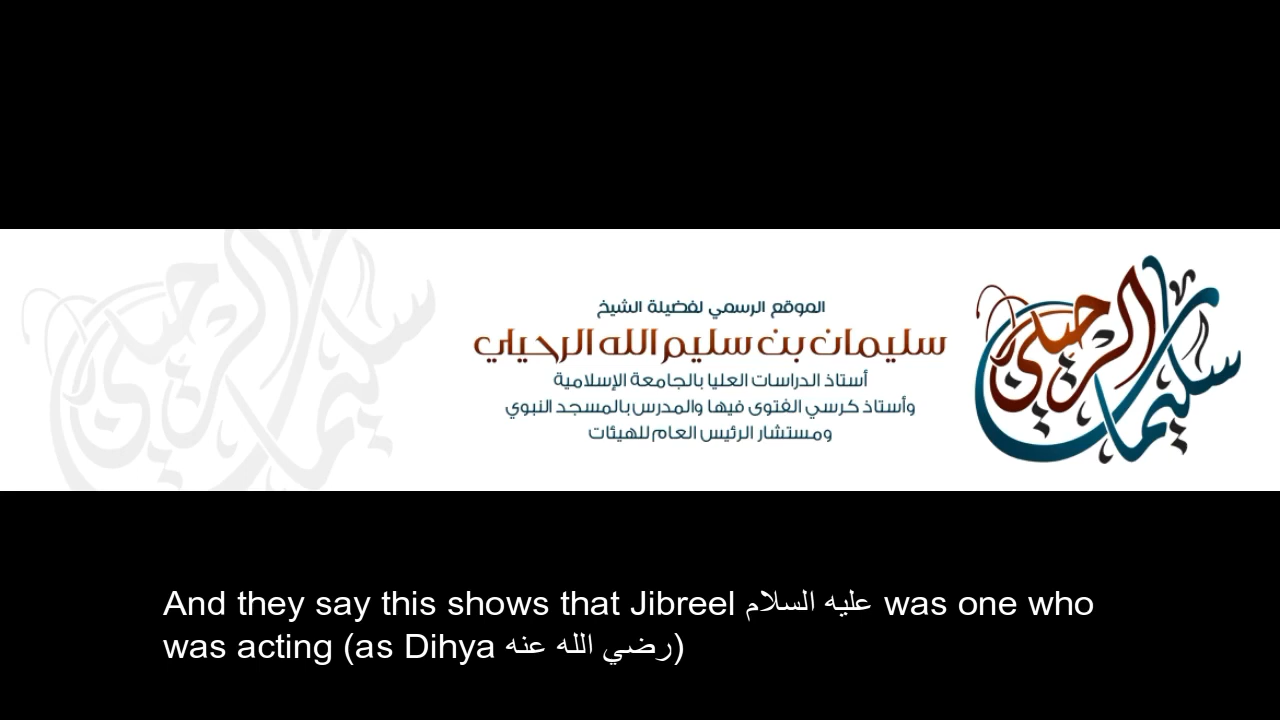 الموقع الرسمي لفضيلة الشيخ
سليمان بن سليم الله الرحيلي
أستاذ الدراسات العليا بالجامعة الإسلامية
وأستاذ كرسي الفتوى فيها والمدرس بالمسجد النبوي
ومستشار الرئيس العام للهيئات
سليمان الرحيلي
And they say this shows that Jibreel عليه السلام was one who
was acting (as Dihya رضي الله عنه)